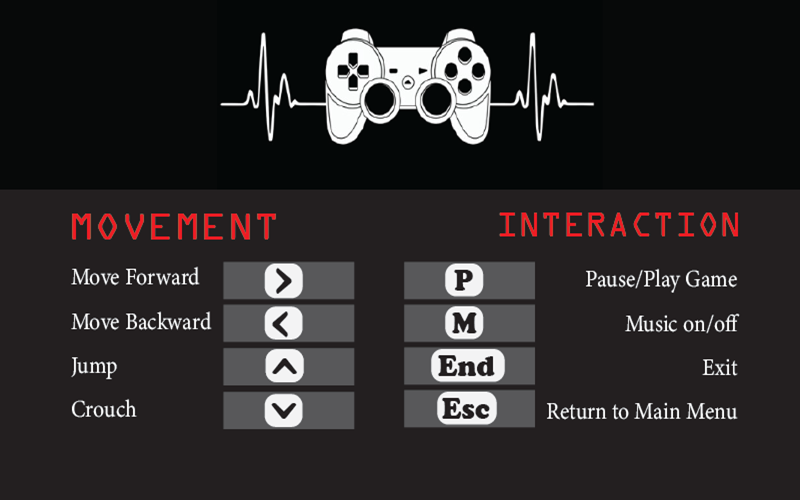 MOVEMENT
Move Forward >
Move Backward <
Jump ^
Crouch v
INTERACTION
P Pause/Play Game
M Music on/off
End Exit
Esc Return to Main Menu